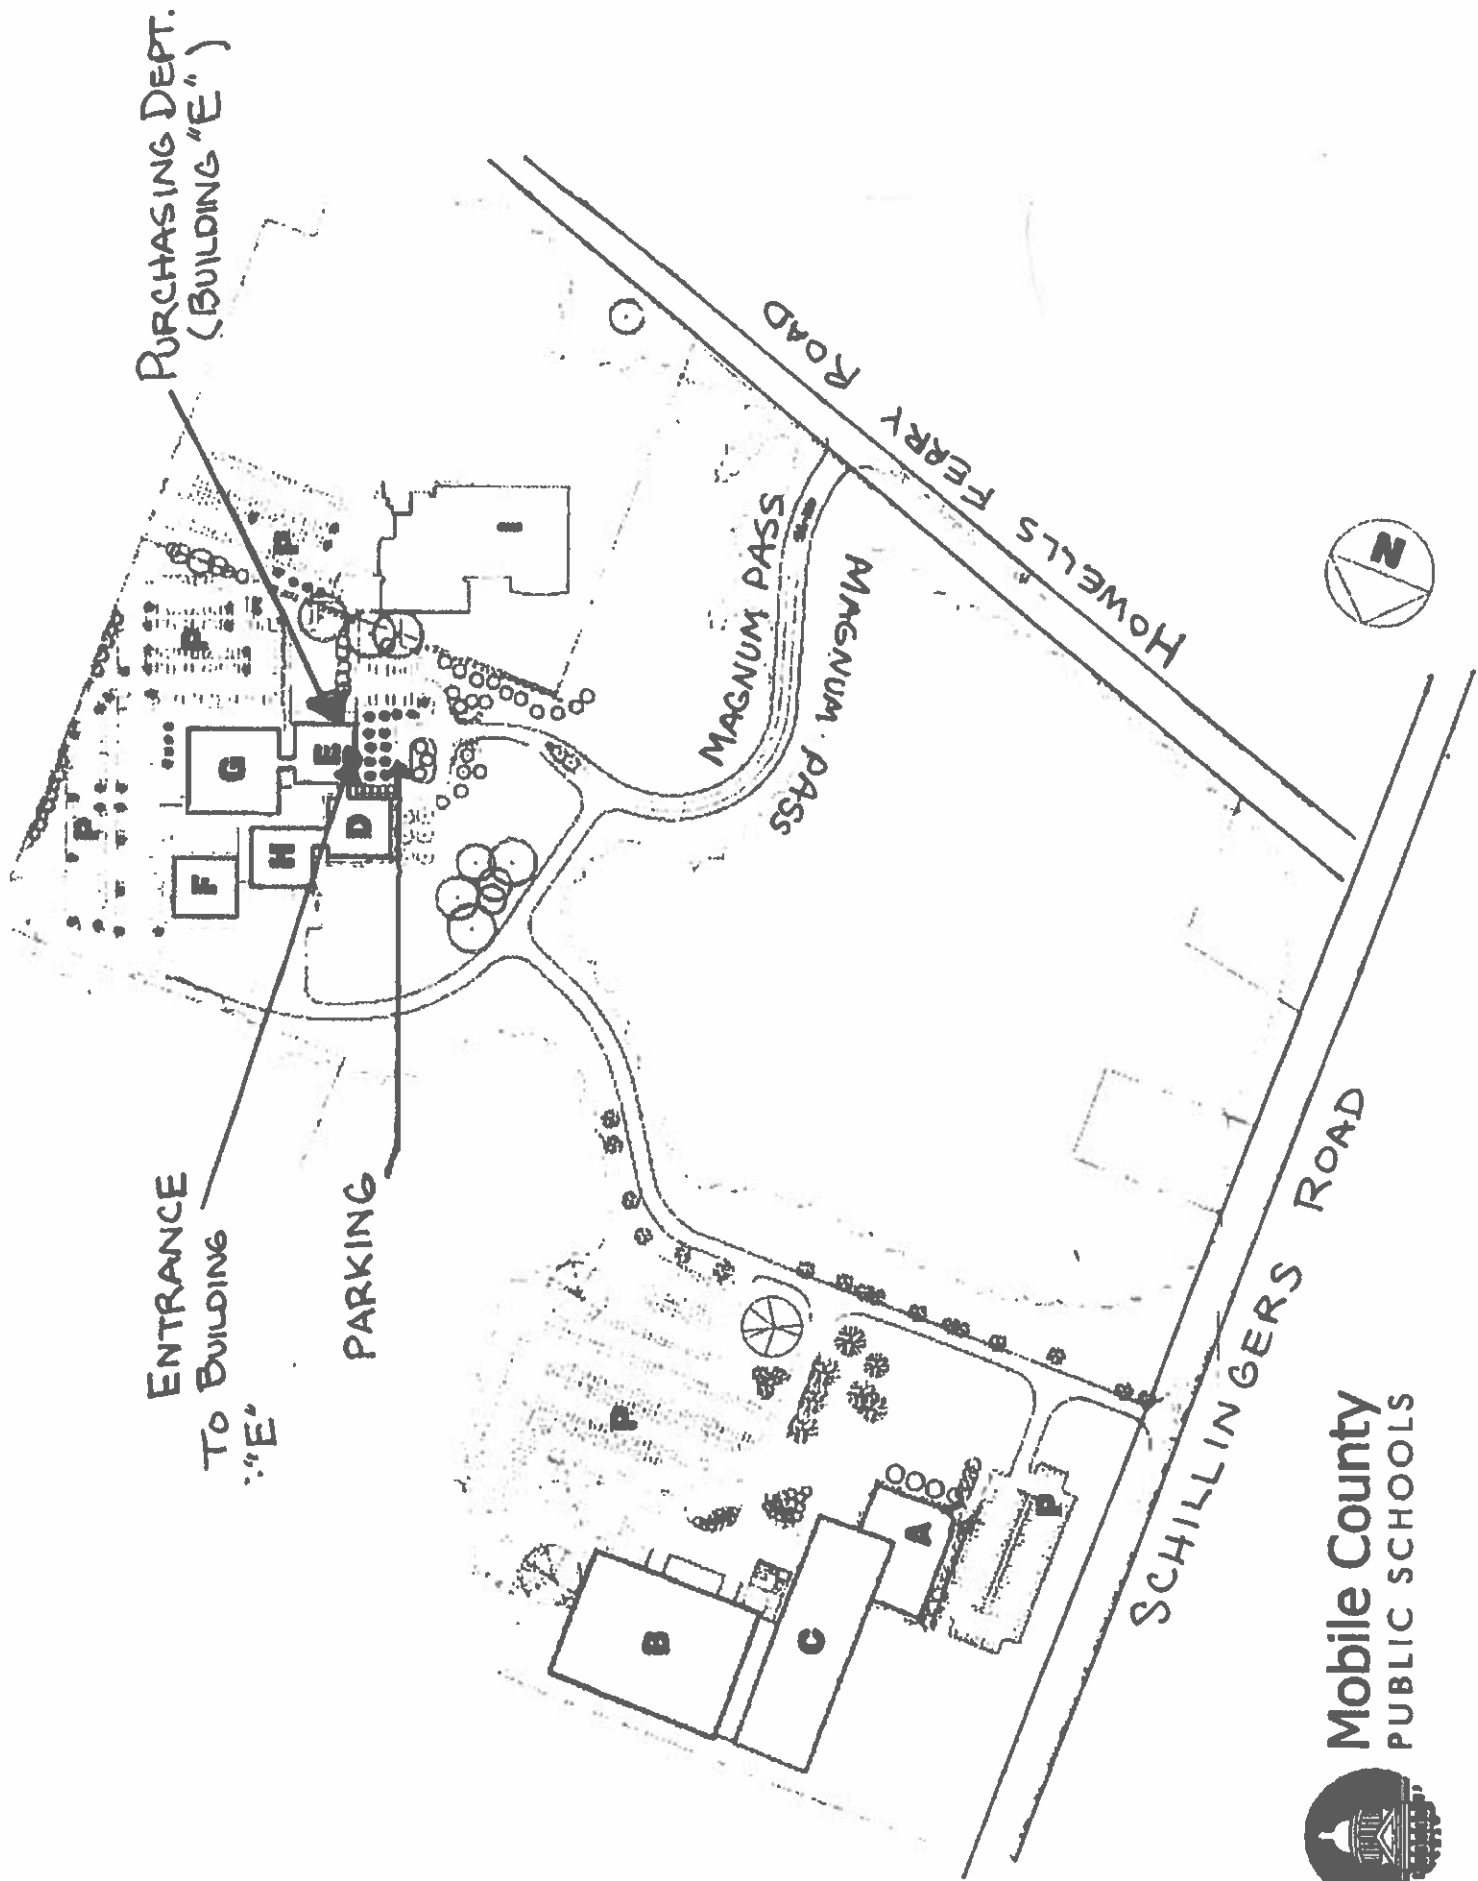 PURCHASING DEPT.
(BUILDING "E")
ENTRANCE
TO BUILDING
"E"
PARKING
P
P
P
G
E
F
H
D
I
MAGNUM PASS
MAGNUM PASS
HOWELLS FERRY ROAD
N
P
B
C
A
P
SCHILLINGERS ROAD
Mobile County
PUBLIC SCHOOLS